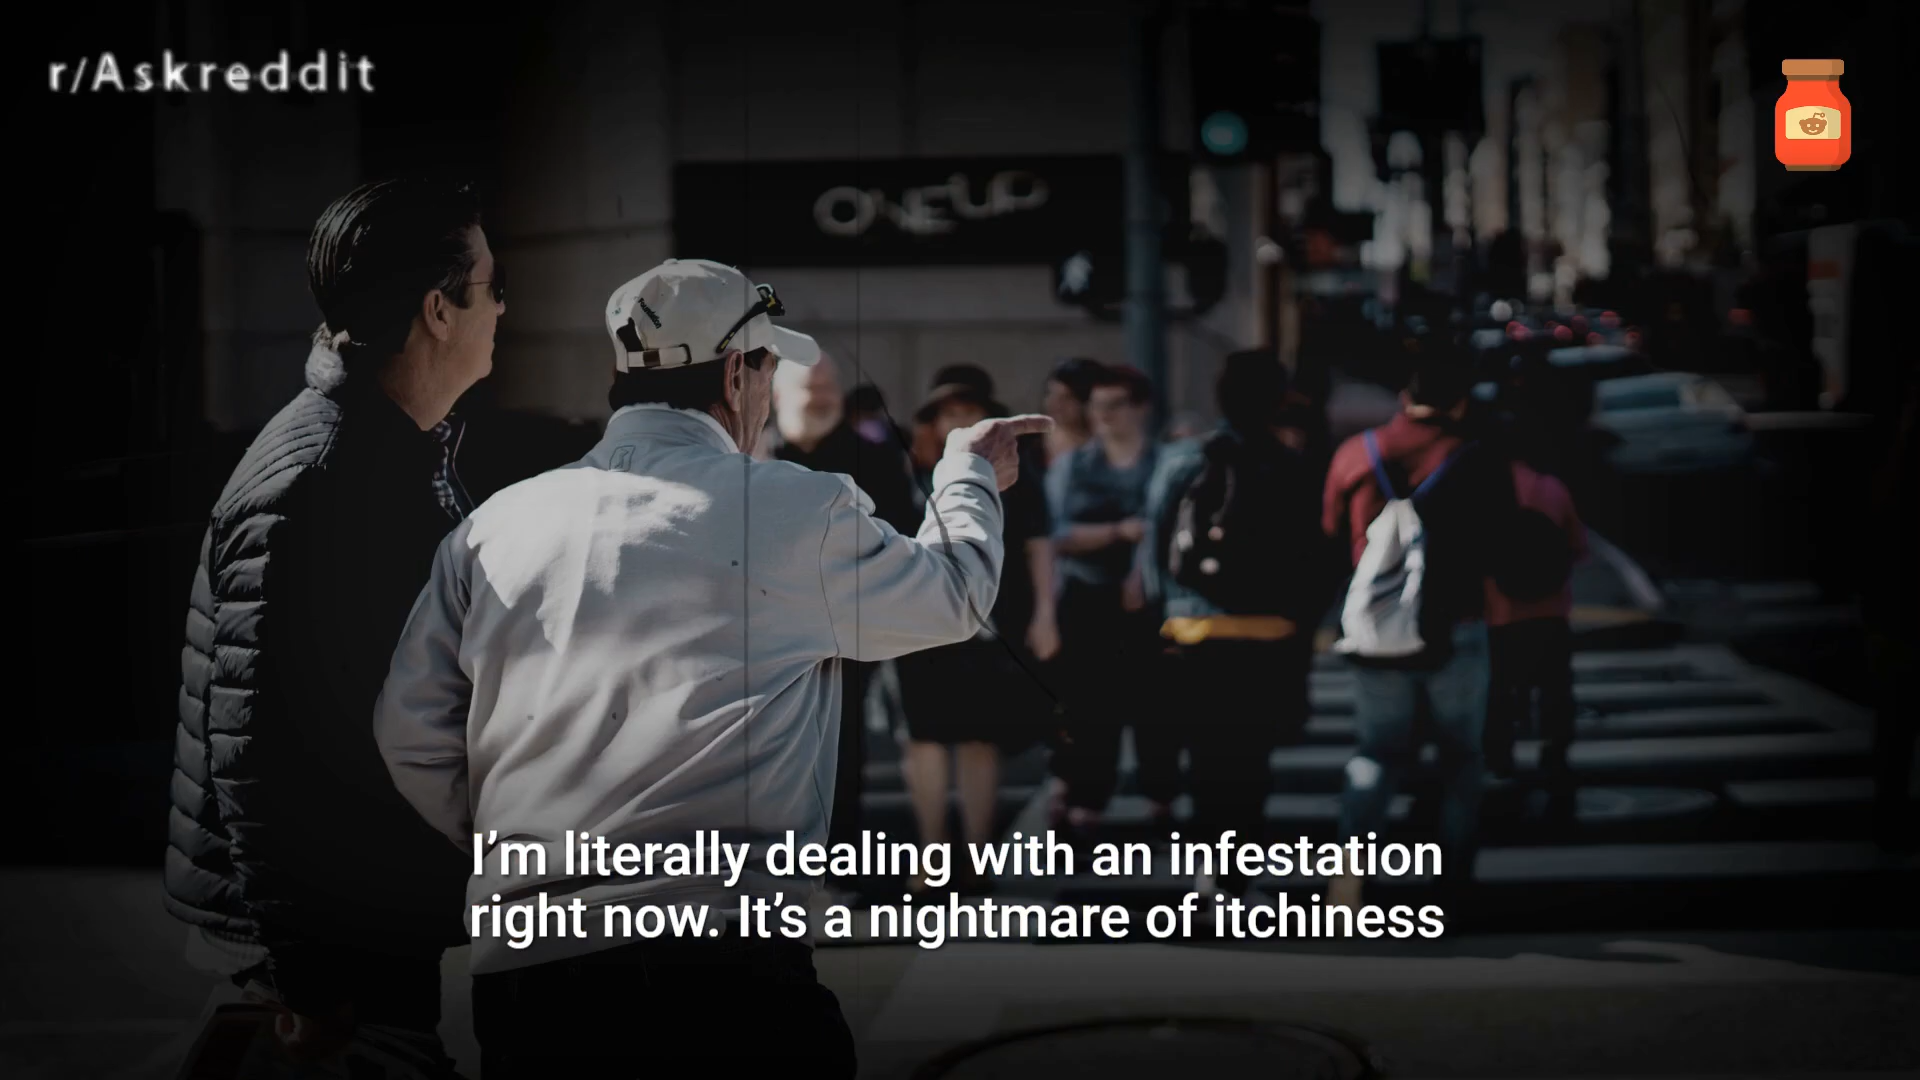 r/Askreddit
ONEUP
I’m literally dealing with an infestation
right now. It’s a nightmare of itchiness